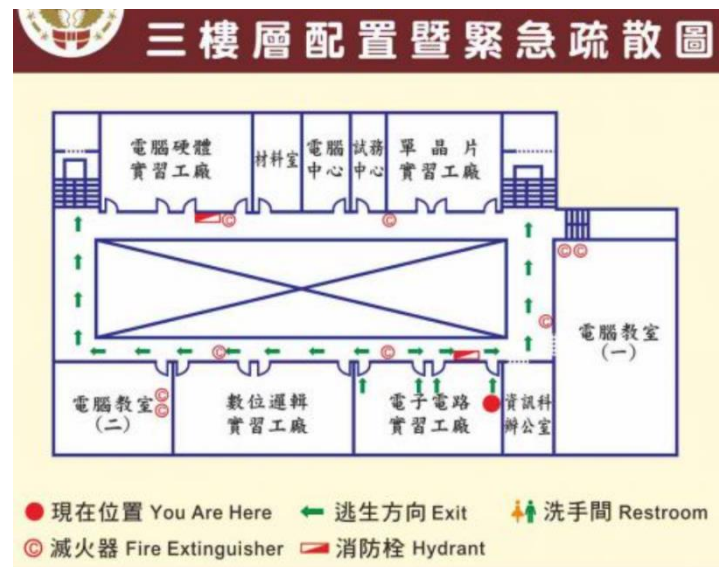 三樓層配置暨緊急疏散圖
電腦硬體
實習工廠
材料室
電腦
中心
試務
中心
單晶片
實習工廠
電腦教室
(一)
電腦教室
(二)
數位邏輯
實習工廠
電子電路
實習工廠
資訊科
辦公室
現在位置 You Are Here
逃生方向 Exit
洗手間 Restroom
滅火器 Fire Extinguisher
消防栓 Hydrant